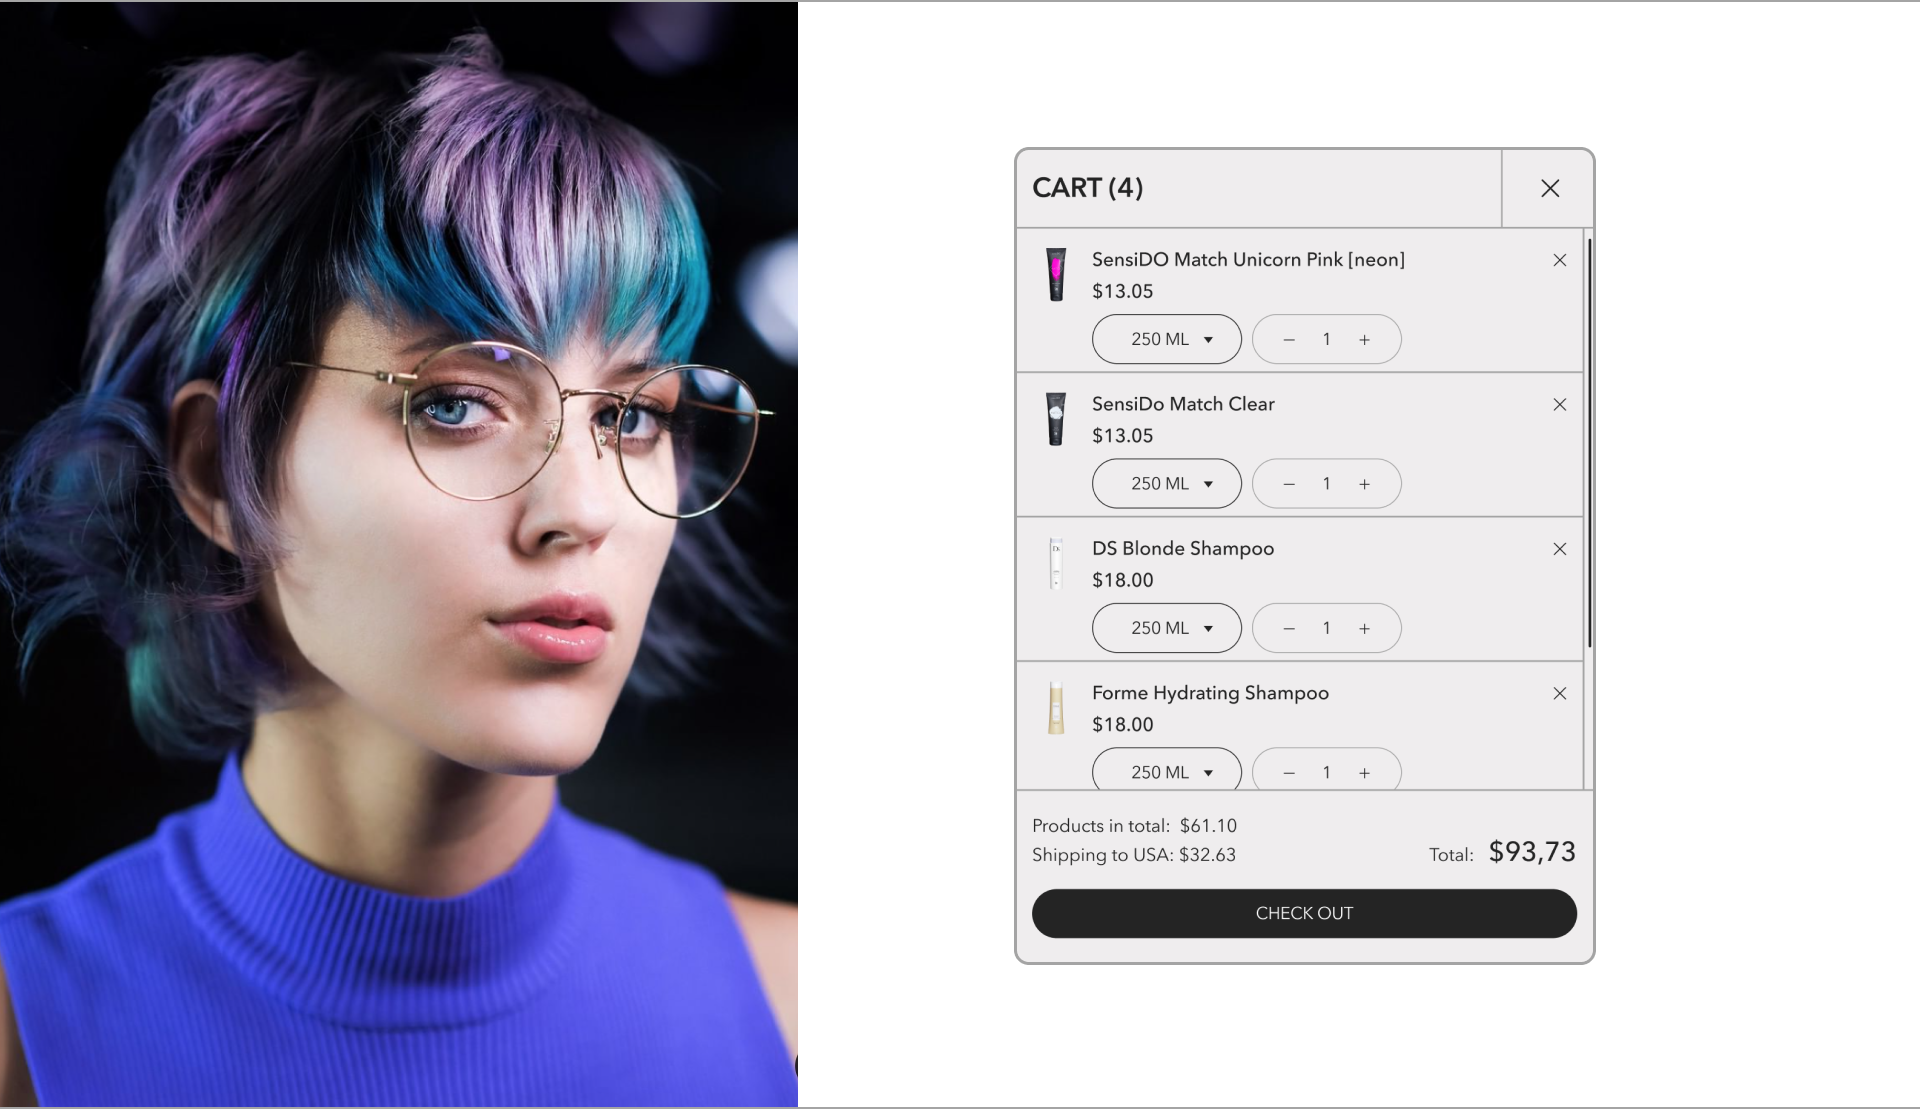 CART (4)
SensiDO Match Unicorn Pink [neon]
$13.05
250 ML
− 1 +
SensiDo Match Clear
$13.05
250 ML
− 1 +
DS Blonde Shampoo
$18.00
250 ML
− 1 +
Forme Hydrating Shampoo
$18.00
250 ML
− 1 +
Products in total: $61.10
Shipping to USA: $32.63
Total: $93,73
CHECK OUT